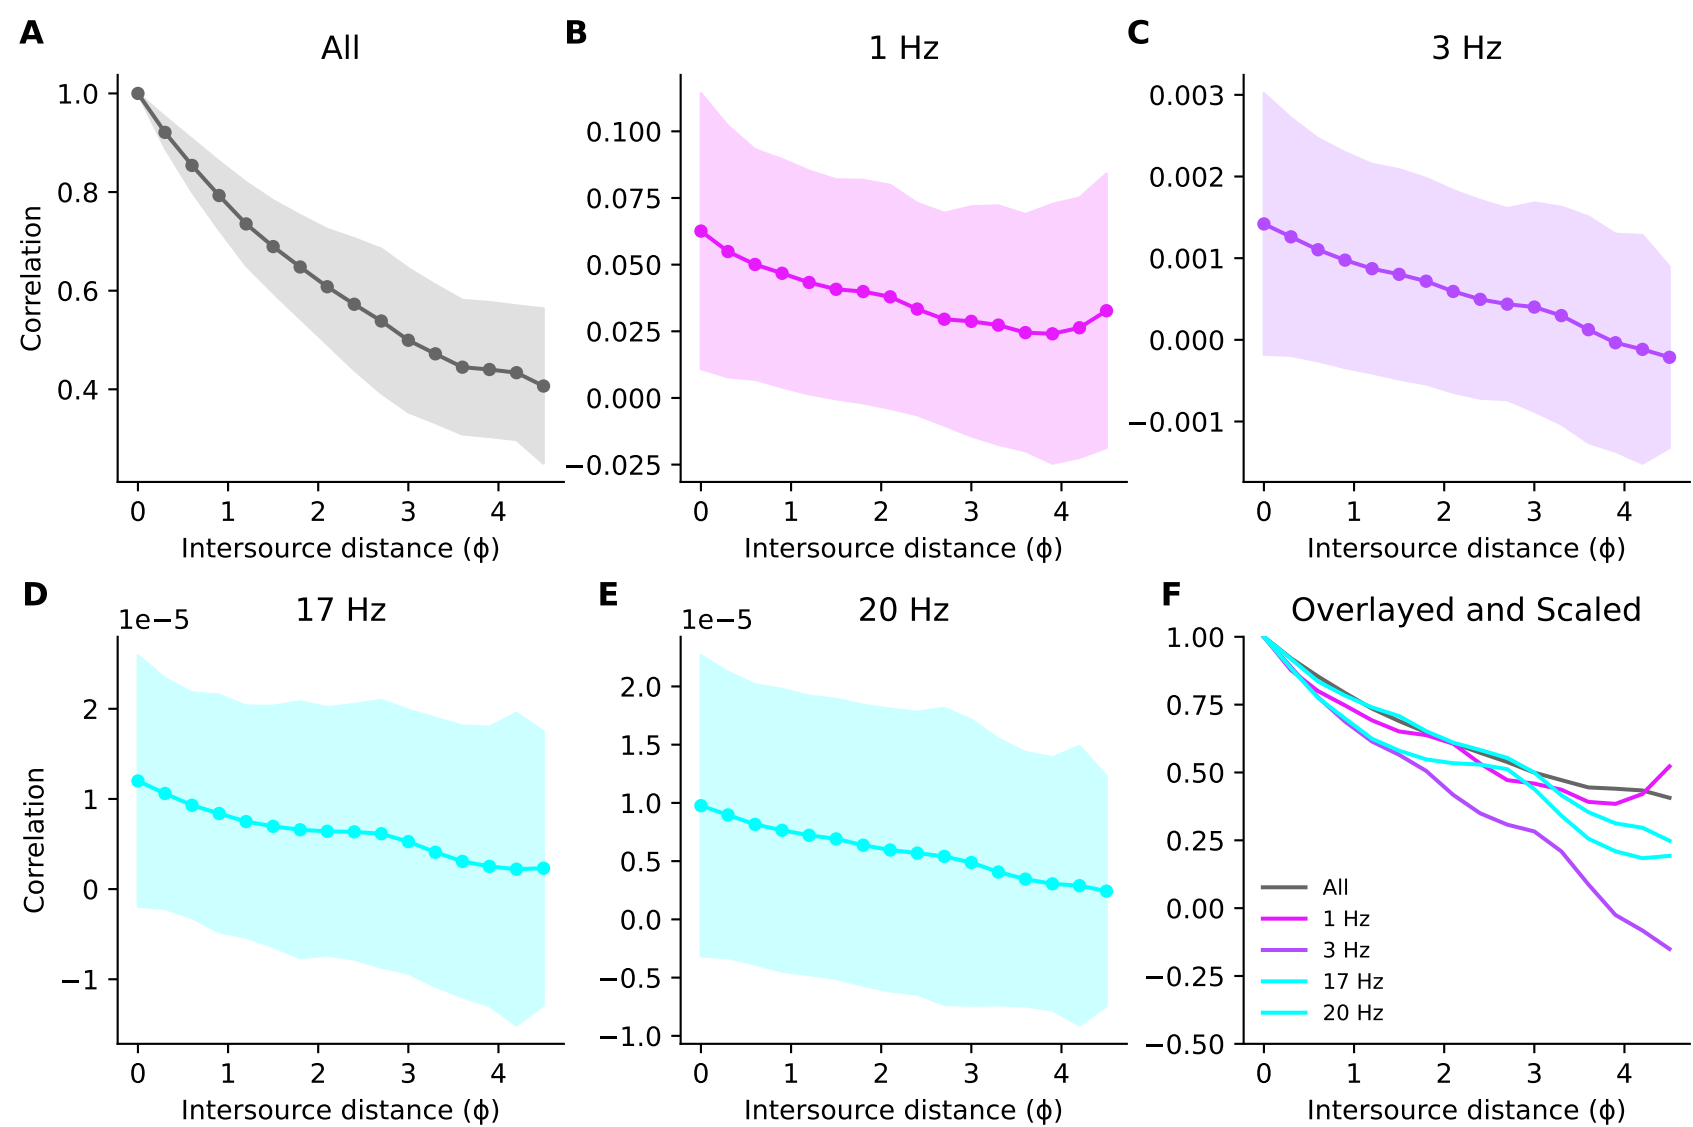 A
All
1.0
0.8
0.6
0.4
Correlation
0 1 2 3 4
Intersource distance (ϕ)
B
1 Hz
0.100
0.075
0.050
0.025
0.000
−0.025
0 1 2 3 4
Intersource distance (ϕ)
C
3 Hz
0.003
0.002
0.001
0.000
−0.001
0 1 2 3 4
Intersource distance (ϕ)
D
1e−5
17 Hz
2
1
0
−1
Correlation
0 1 2 3 4
Intersource distance (ϕ)
E
1e−5
20 Hz
2.0
1.5
1.0
0.5
0.0
−0.5
−1.0
0 1 2 3 4
Intersource distance (ϕ)
F
Overlayed and Scaled
1.00
0.75
0.50
0.25
0.00
−0.25
−0.50
All
1 Hz
3 Hz
17 Hz
20 Hz
0 1 2 3 4
Intersource distance (ϕ)